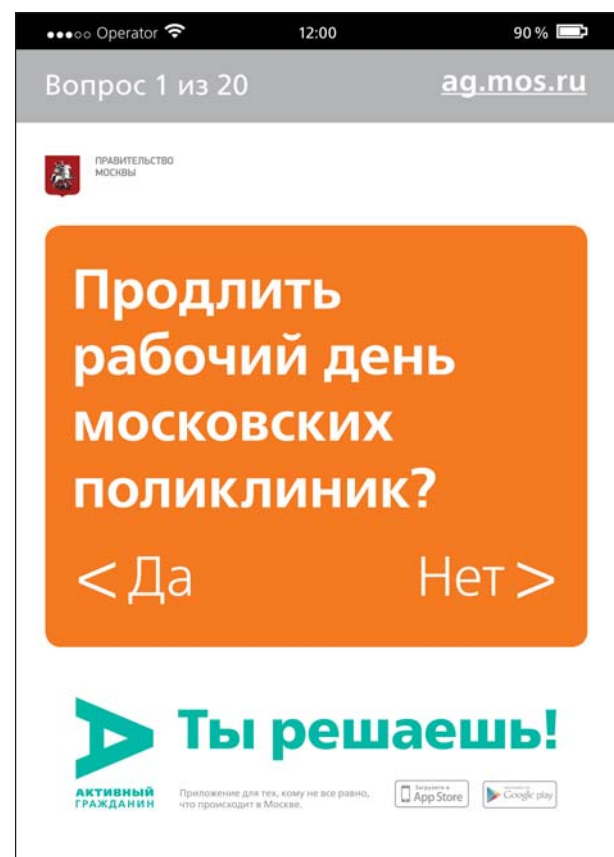 Operator 12:00 90 %
Вопрос 1 из 20 ag.mos.ru
ПРАВИТЕЛЬСТВО
МОСКВЫ
Продлить
рабочий день
московских
поликлиник?
< Да Нет >
Ты решаешь!
АКТИВНЫЙ
ГРАЖДАНИН
Приложение для тех, кому не все равно,
что происходит в Москве.
Загрузите в
App Store
Google play